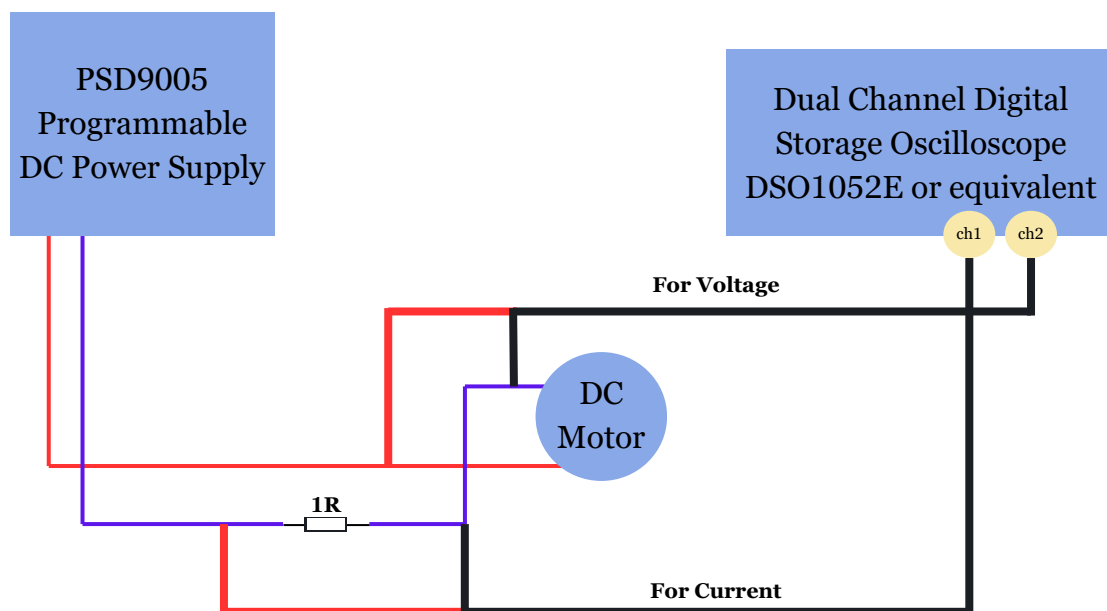 PSD9005
Programmable
DC Power Supply
Dual Channel Digital
Storage Oscilloscope
DSO1052E or equivalent
ch1
ch2
For Voltage
DC
Motor
1R
For Current